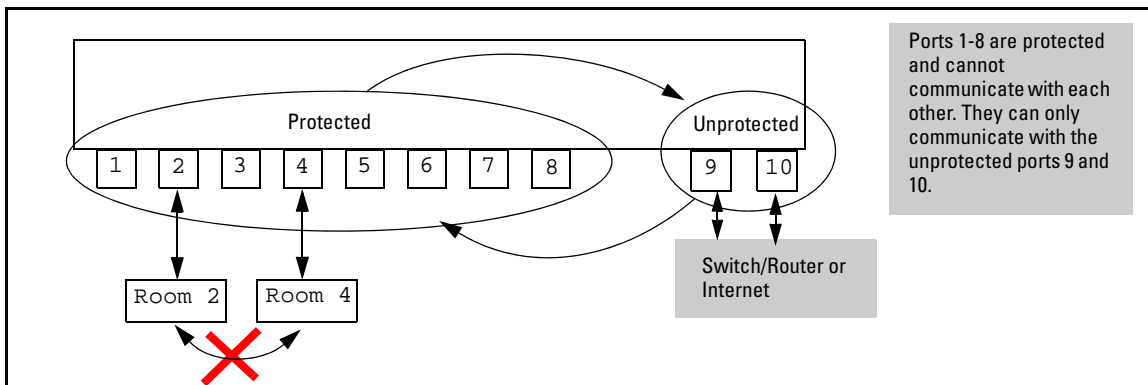 Protected
Unprotected
1 2 3 4 5 6 7 8 9 10
Room 2 Room 4
Switch/Router or
Internet
Ports 1-8 are protected
and cannot
communicate with each
other. They can only
communicate with the
unprotected ports 9 and
10.